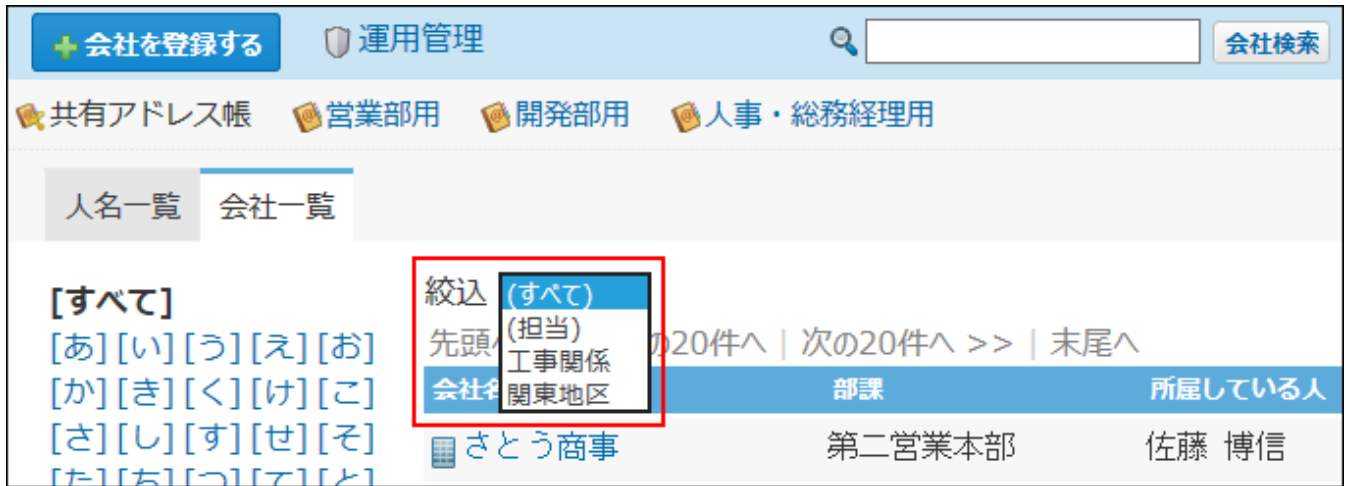 会社を登録する 運用管理 会社検索
共有アドレス帳 営業部用 開発部用 人事・総務経理用
人名一覧 会社一覧
絞込 (すべて)
(担当)
工事関係
関東地区
[すべて]
[あ][い][う][え][お]
[か][き][く][け][こ]
[さ][し][す][せ][そ]
[た][ち][つ][て][と]
先頭 の20件へ | 次の20件へ >> | 末尾へ
会社 部課 所属している人
さとう商事 第二営業本部 佐藤 博信